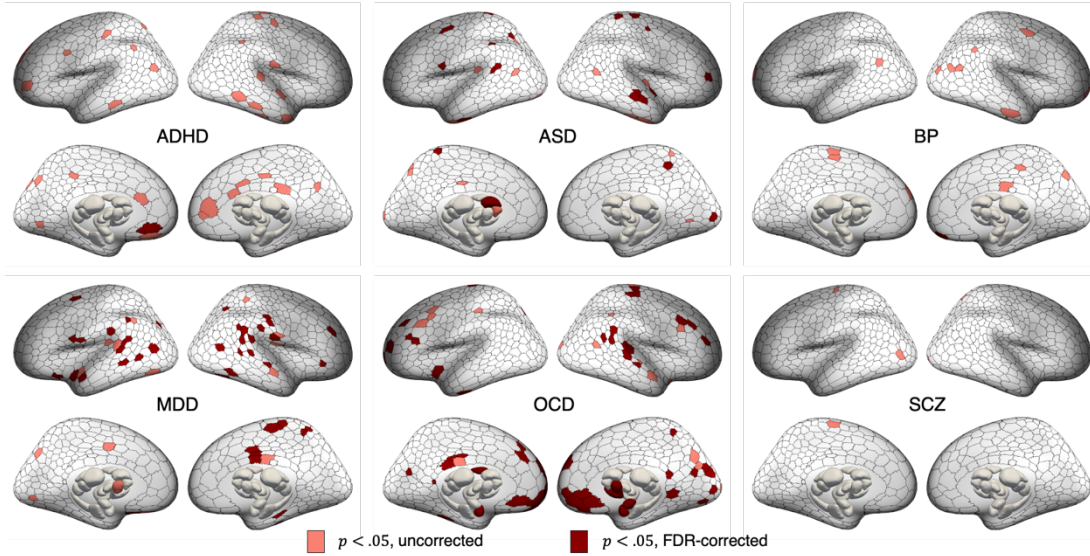 ADHD
ASD
BP
MDD
OCD
SCZ
p < .05, uncorrected
p < .05, FDR-corrected